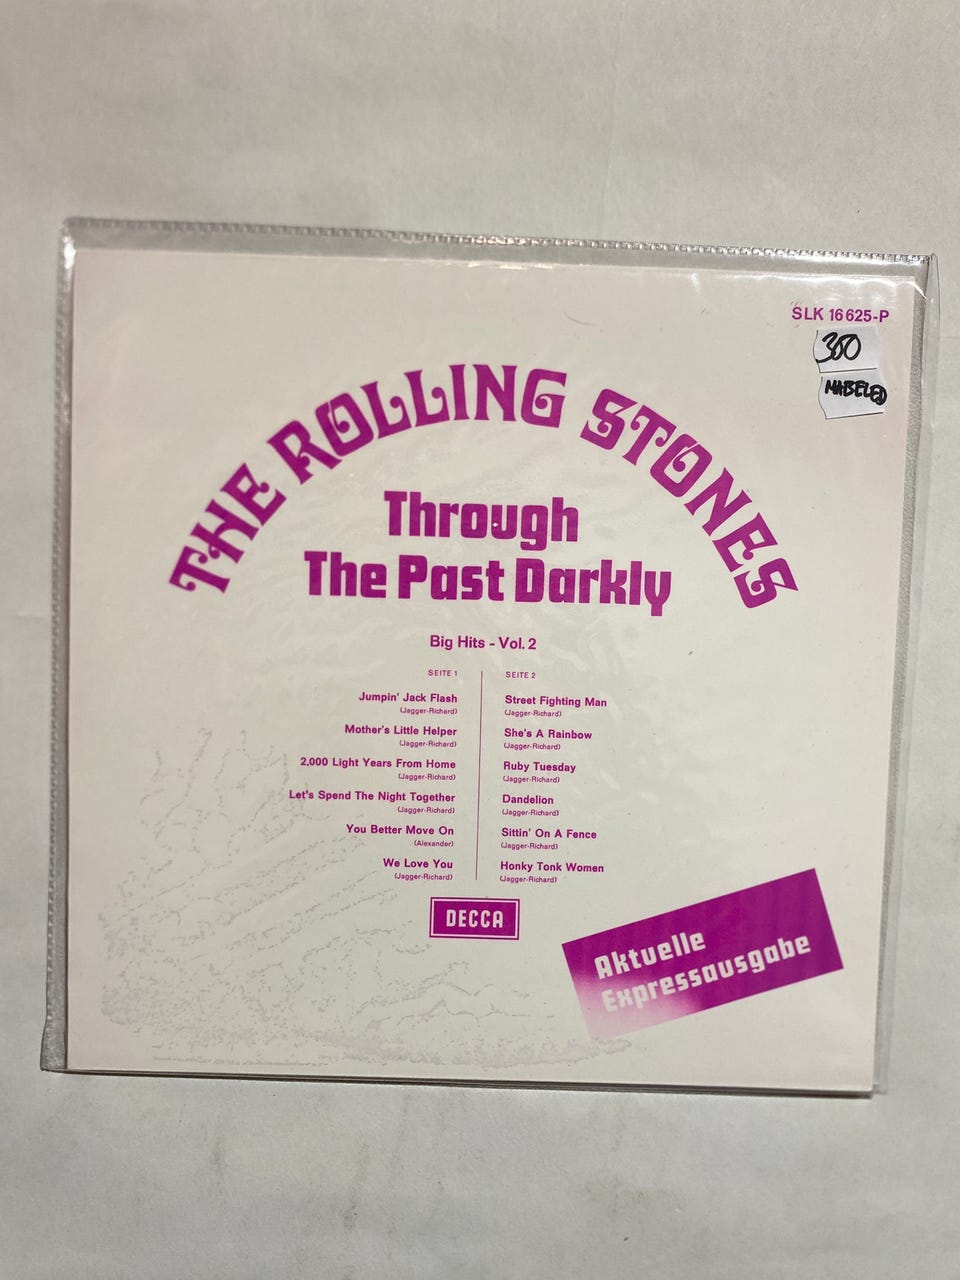 SLK 16 625-P
350
THE ROLLING STONES
Through
The Past Darkly
Big Hits - Vol. 2
SEITE 1
Jumpin' Jack Flash
(Jagger-Richard)
Mother's Little Helper
(Jagger-Richard)
2,000 Light Years From Home
(Jagger-Richard)
Let's Spend The Night Together
(Jagger-Richard)
You Better Move On
(Alexander)
We Love You
(Jagger-Richard)
SEITE 2
Street Fighting Man
(Jagger-Richard)
She's A Rainbow
(Jagger-Richard)
Ruby Tuesday
(Jagger-Richard)
Dandelion
(Jagger-Richard)
Sittin' On A Fence
(Jagger-Richard)
Honky Tonk Women
(Jagger-Richard)
DECCA
Aktuelle
Expressausgabe